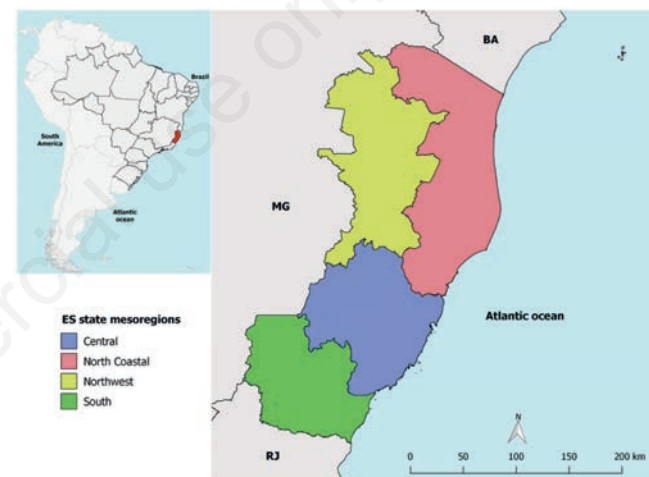 Brazil
South
America
Atlantic
ocean
BA
MG
Atlantic ocean
RJ
ES state mesoregions
Central
North Coastal
Northwest
South
N
0 50 100 150 200 km